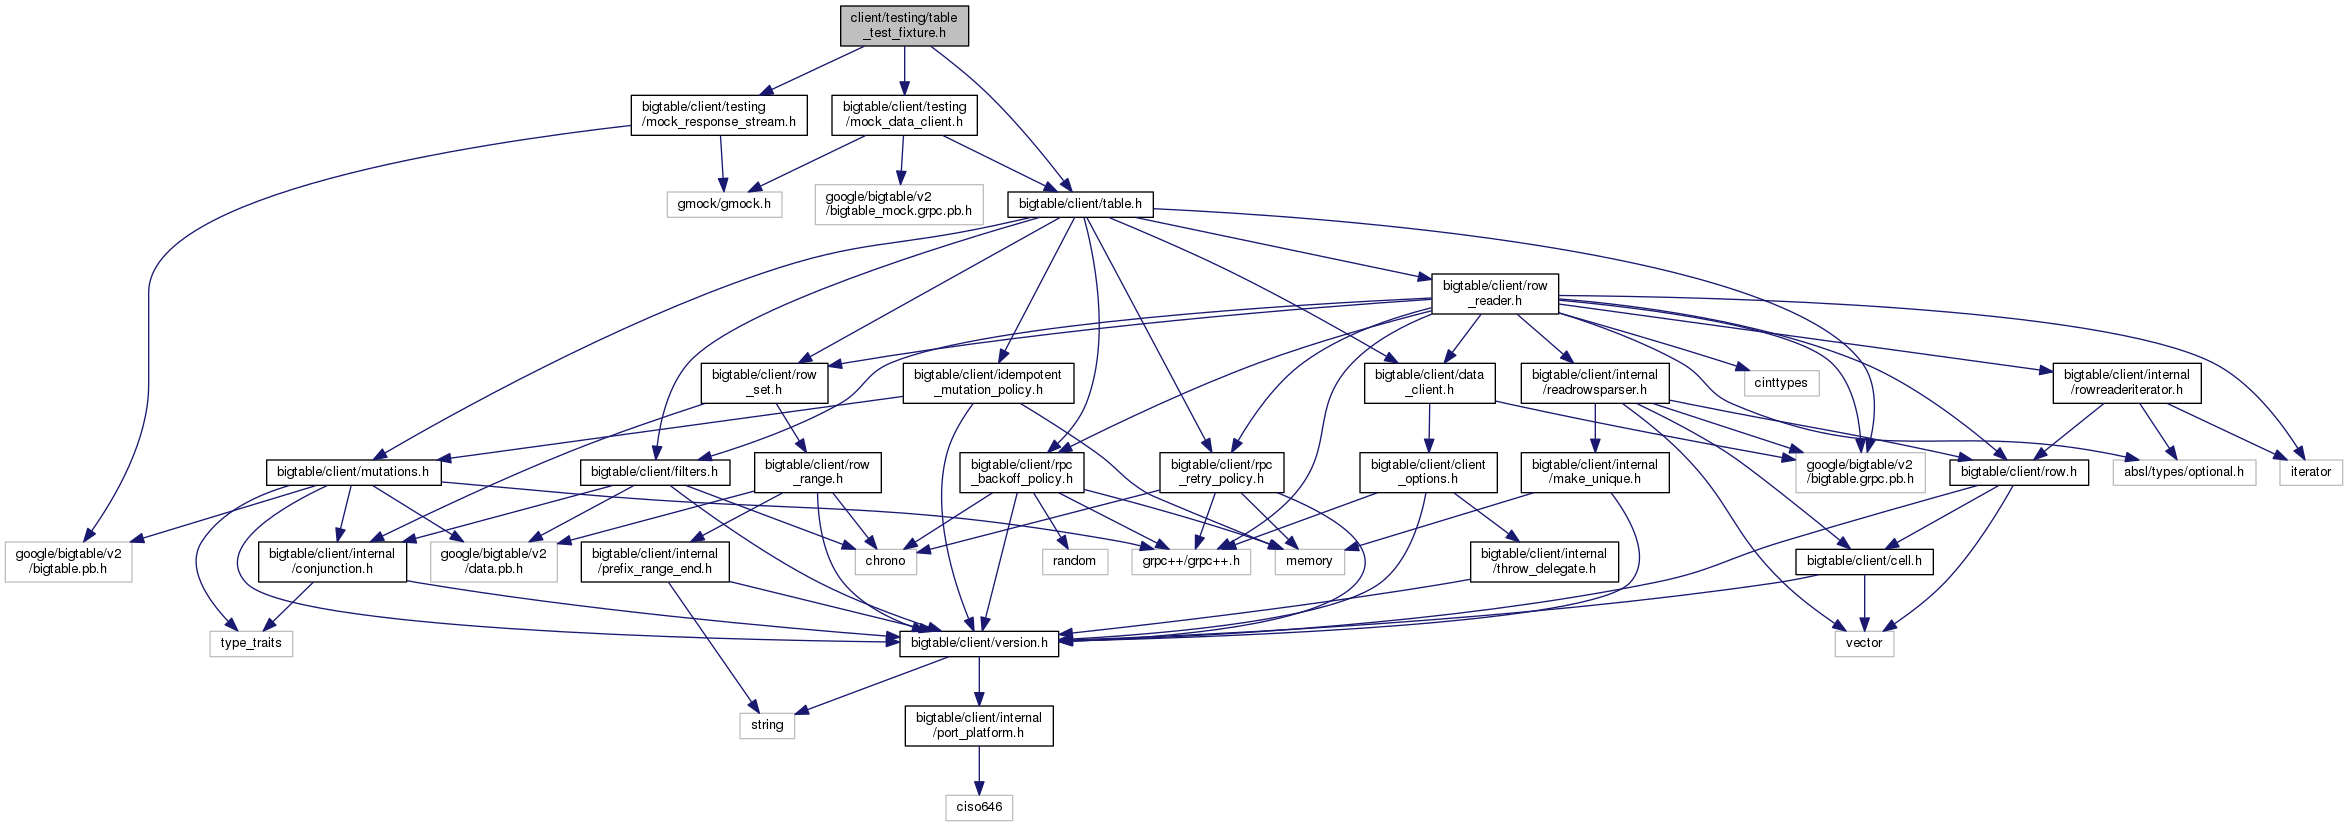 client/testing/table
_test_fixture.h
bigtable/client/testing
/mock_response_stream.h
bigtable/client/testing
/mock_data_client.h
gmock/gmock.h
google/bigtable/v2
/bigtable_mock.grpc.pb.h
bigtable/client/table.h
bigtable/client/row
_reader.h
bigtable/client/row
_set.h
bigtable/client/idempotent
_mutation_policy.h
bigtable/client/data
_client.h
bigtable/client/internal
/readrowsparser.h
cinttypes
bigtable/client/internal
/rowreaderiterator.h
bigtable/client/mutations.h
bigtable/client/filters.h
bigtable/client/row
_range.h
bigtable/client/rpc
_backoff_policy.h
bigtable/client/rpc
_retry_policy.h
bigtable/client/client
_options.h
bigtable/client/internal
/make_unique.h
google/bigtable/v2
/bigtable.grpc.pb.h
bigtable/client/row.h
absl/types/optional.h
iterator
google/bigtable/v2
/bigtable.pb.h
bigtable/client/internal
/conjunction.h
google/bigtable/v2
/data.pb.h
bigtable/client/internal
/prefix_range_end.h
chrono
random
grpc++/grpc++.h
memory
bigtable/client/internal
/throw_delegate.h
bigtable/client/cell.h
type_traits
bigtable/client/version.h
vector
string
bigtable/client/internal
/port_platform.h
ciso646